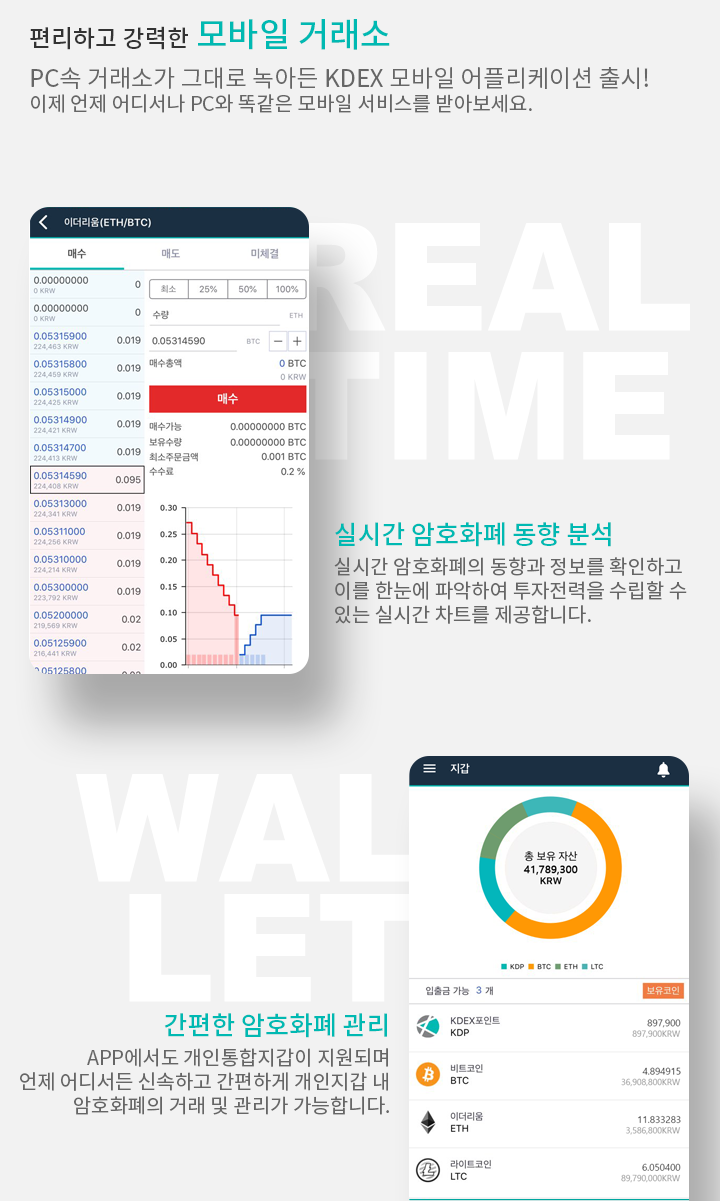 편리하고 강력한 모바일 거래소
PC속 거래소가 그대로 녹아든 KDEX 모바일 어플리케이션 출시!
이제 언제 어디서나 PC와 똑같은 모바일 서비스를 받아보세요.
REAL
TIME
이더리움(ETH/BTC)
매수 매도 미체결
0.00000000 0
0 KRW
0.00000000 0
0 KRW
0.05315900 0.019
224,463 KRW
0.05315800 0.019
224,459 KRW
0.05315000 0.019
224,425 KRW
0.05314900 0.019
224,421 KRW
0.05314700 0.019
224,413 KRW
0.05314590 0.095
224,408 KRW
0.05313000 0.019
224,341 KRW
0.05311000 0.019
224,256 KRW
0.05310000 0.019
224,214 KRW
0.05300000 0.019
223,792 KRW
0.05200000 0.02
219,569 KRW
0.05125900 0.02
216,441 KRW
0.05125800 0.02
최소 25% 50% 100%
수량 ETH
0.05314590 BTC − +
매수총액 0 BTC
0 KRW
매수
매수가능 0.00000000 BTC
보유수량 0.00000000 BTC
최소주문금액 0.001 BTC
수수료 0.2 %
0.30
0.25
0.20
0.15
0.10
0.05
0.00
실시간 암호화폐 동향 분석
실시간 암호화폐의 동향과 정보를 확인하고
이를 한눈에 파악하여 투자전력을 수립할 수
있는 실시간 차트를 제공합니다.
WAL
LET
간편한 암호화폐 관리
APP에서도 개인통합지갑이 지원되며
언제 어디서든 신속하고 간편하게 개인지갑 내
암호화폐의 거래 및 관리가 가능합니다.
지갑
총 보유 자산
41,789,300
KRW
KDP BTC ETH LTC
입출금 가능 3 개 보유코인
KDEX포인트 897,900
KDP 897,900KRW
비트코인 4.894915
BTC 36,908,800KRW
이더리움 11.833283
ETH 3,586,800KRW
라이트코인 6.050400
LTC 89,790,000KRW